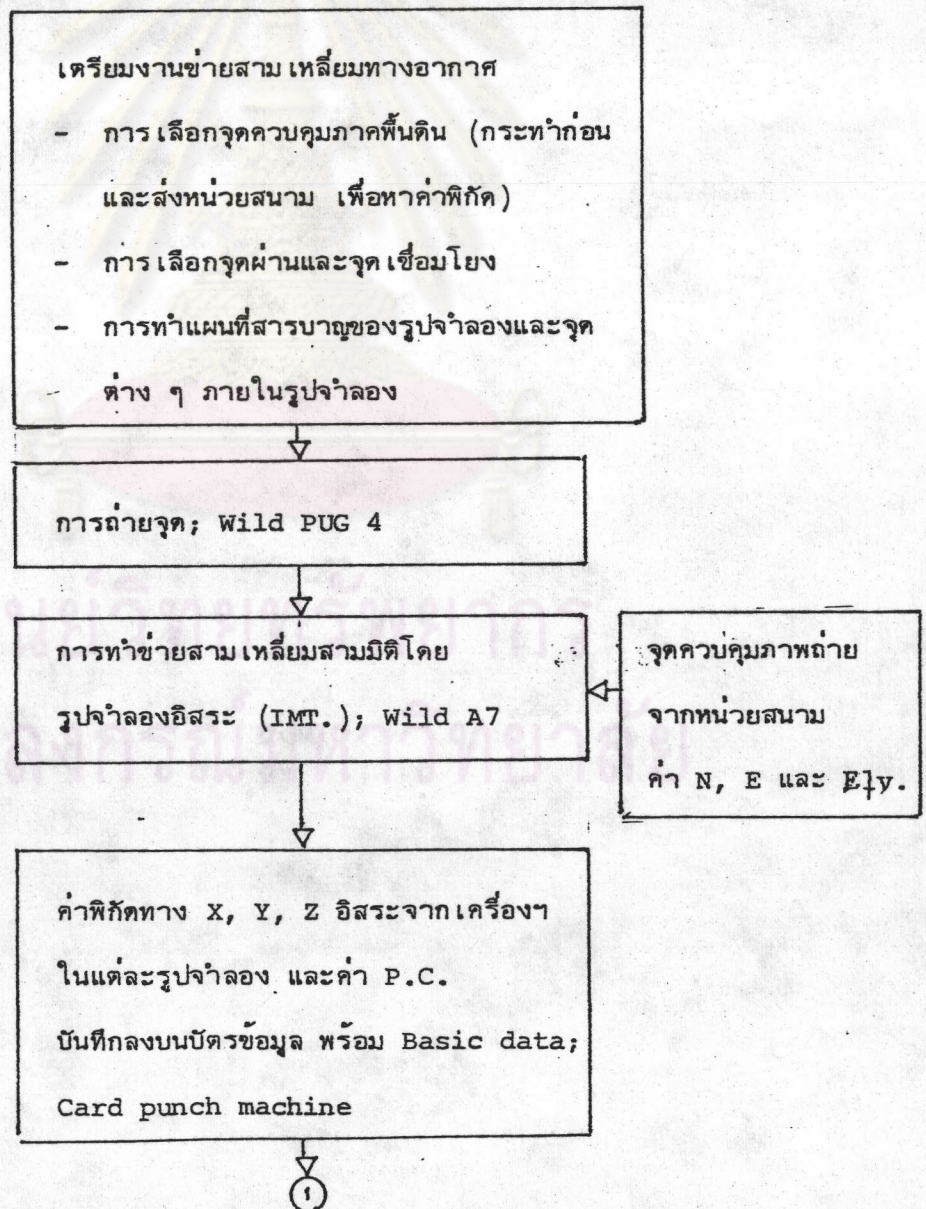 เตรียมงานข่ายสามเหลี่ยมทางอากาศ
- การเลือกจุดควบคุมภาคพื้นดิน (กระทำก่อน
และส่งหน่วยสนาม เพื่อหาค่าพิกัด)
- การเลือกจุดผ่านและจุดเชื่อมโยง
- การทำแผนที่สารบาญของรูปจำลองและจุด
ต่าง ๆ ภายในรูปจำลอง
การถ่ายจุด; Wild PUG 4
การทำข่ายสามเหลี่ยมสามมิติโดย
รูปจำลองอิสระ (IMT.); Wild A7
จุดควบคุมภาพถ่าย
จากหน่วยสนาม
ค่า N, E และ Elv.
ค่าพิกัดทาง X, Y, Z อิสระจากเครื่องฯ
ในแต่ละรูปจำลอง และค่า P.C.
บันทึกลงบนบัตรข้อมูล พร้อม Basic data;
Card punch machine
1